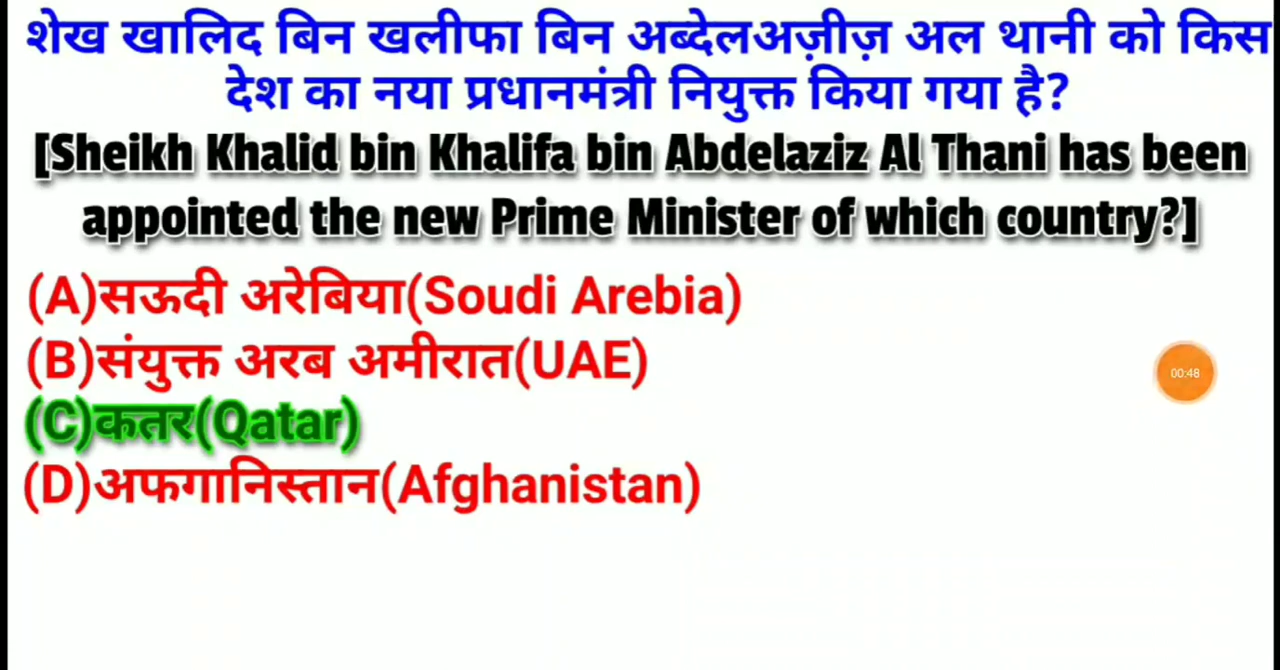 शेख खालिद बिन खलीफा बिन अब्देलअज़ीज़ अल थानी को किस
देश का नया प्रधानमंत्री नियुक्त किया गया है?
[Sheikh Khalid bin Khalifa bin Abdelaziz Al Thani has been
appointed the new Prime Minister of which country?]
(A)सऊदी अरेबिया(Soudi Arebia)
(B)संयुक्त अरब अमीरात(UAE)
00:48
(C)कतर(Qatar)
(D)अफगानिस्तान(Afghanistan)